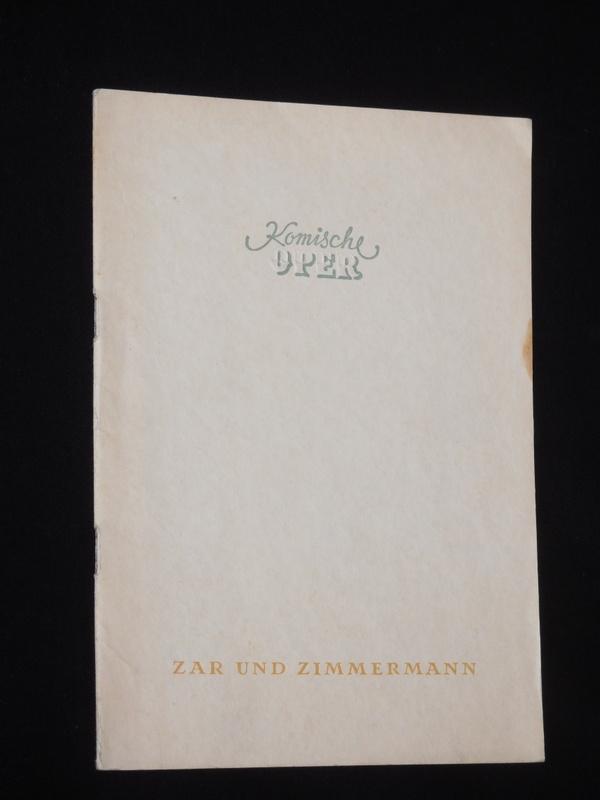 Komische
OPER
ZAR UND ZIMMERMANN